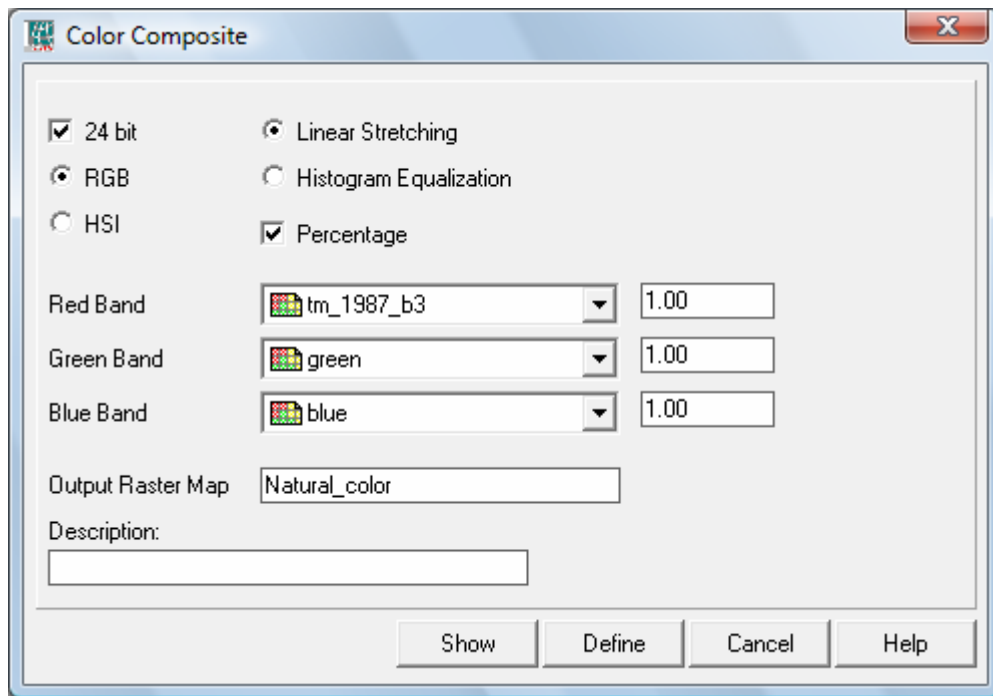 Color Composite
24 bit
Linear Stretching
RGB
Histogram Equalization
HSI
Percentage
Red Band
tm_1987_b3
1.00
Green Band
green
1.00
Blue Band
blue
1.00
Output Raster Map
Natural_color
Description:
Show
Define
Cancel
Help